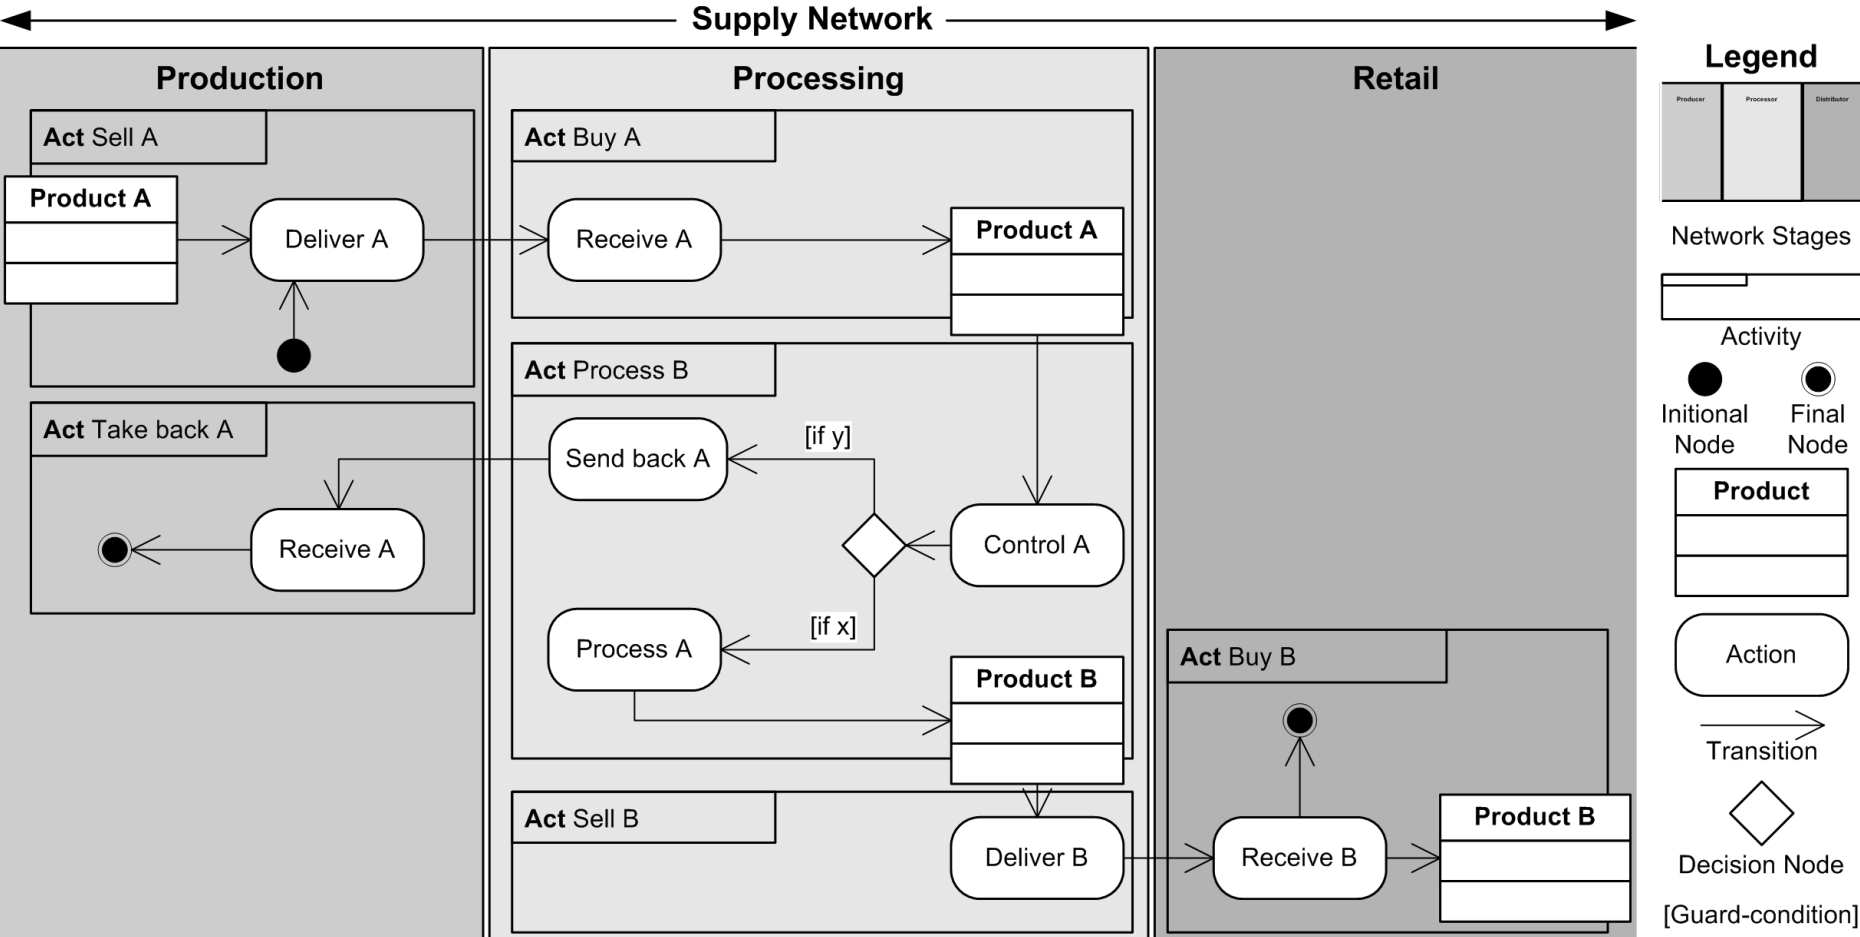 Supply Network
Production
Act Sell A
Product A
Deliver A
Act Take back A
Receive A
Processing
Act Buy A
Receive A
Product A
Act Process B
Send back A
[if y]
Control A
[if x]
Process A
Product B
Act Sell B
Deliver B
Retail
Act Buy B
Receive B
Product B
Legend
Producer
Processor
Distributor
Network Stages
Activity
Initional
Node
Final
Node
Product
Action
Transition
Decision Node
[Guard-condition]